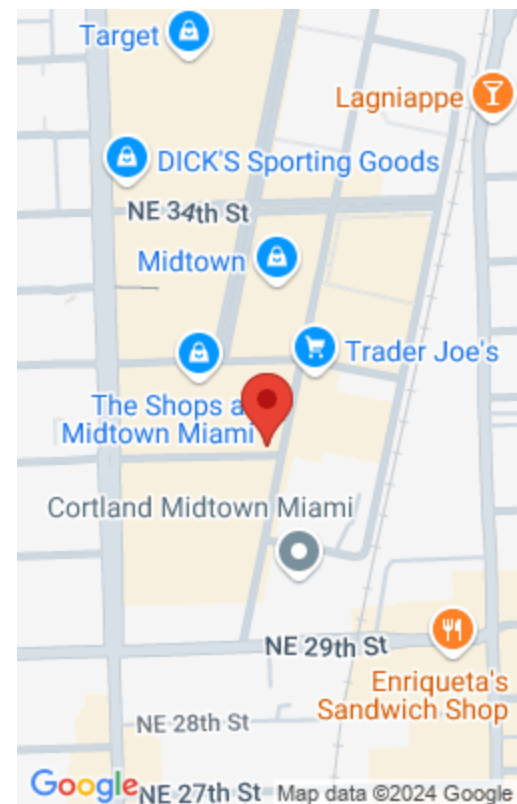 Target
Lagniappe
DICK'S Sporting Goods
NE 34th St
Midtown
Trader Joe's
The Shops a
Midtown Miami
Cortland Midtown Miami
NE 29th St
Enriqueta's
Sandwich Shop
NE 28th St
Google
NE 27th St
Map data ©2024 Google